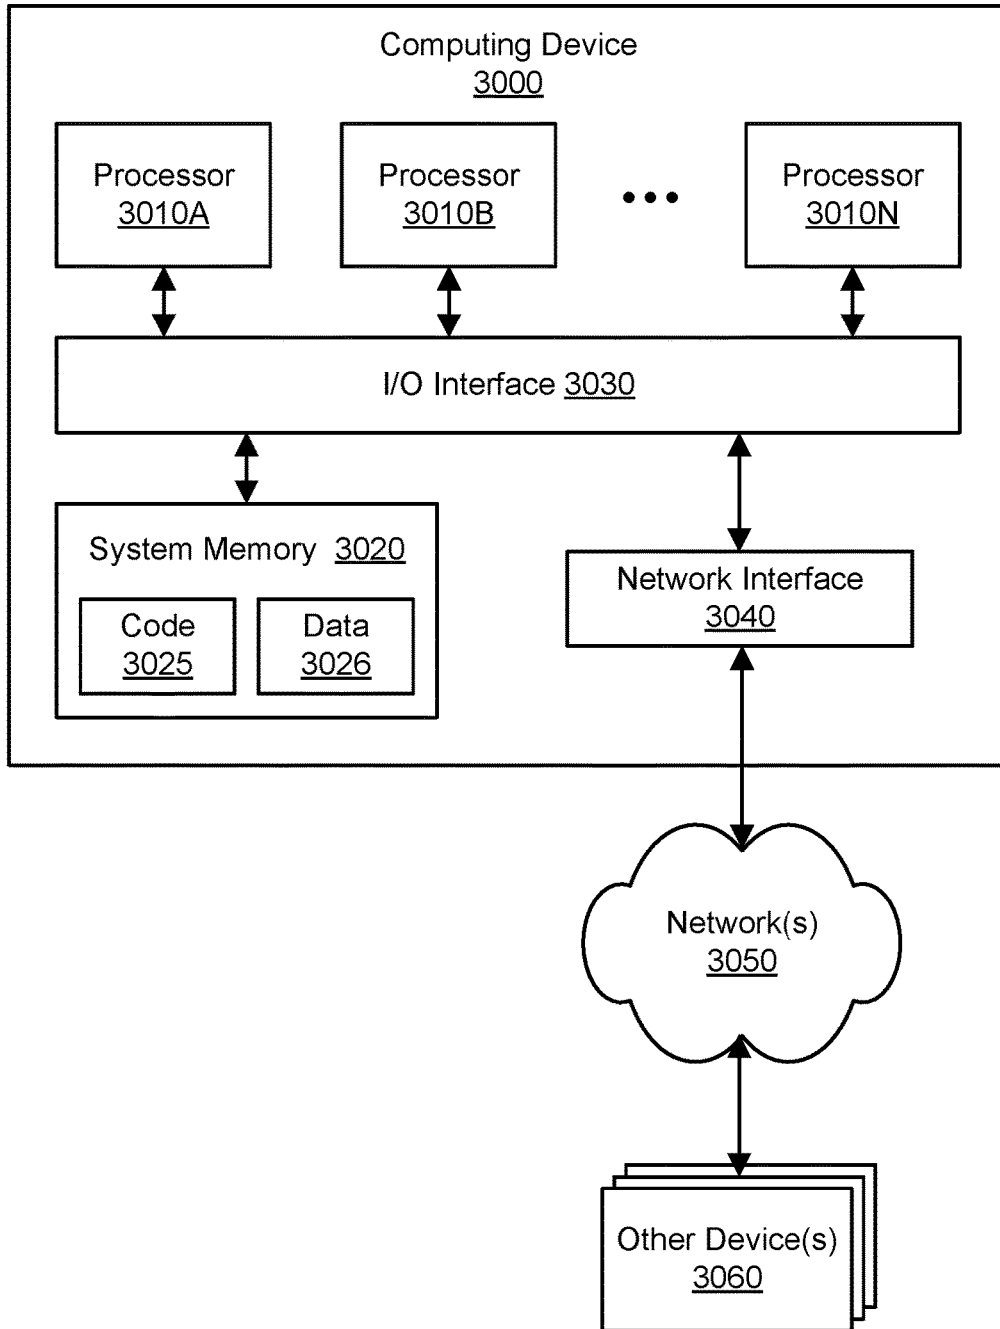 Computing Device
3000
Processor
3010A
Processor
3010B
Processor
3010N
I/O Interface 3030
System Memory 3020
Code
3025
Data
3026
Network Interface
3040
Network(s)
3050
Other Device(s)
3060